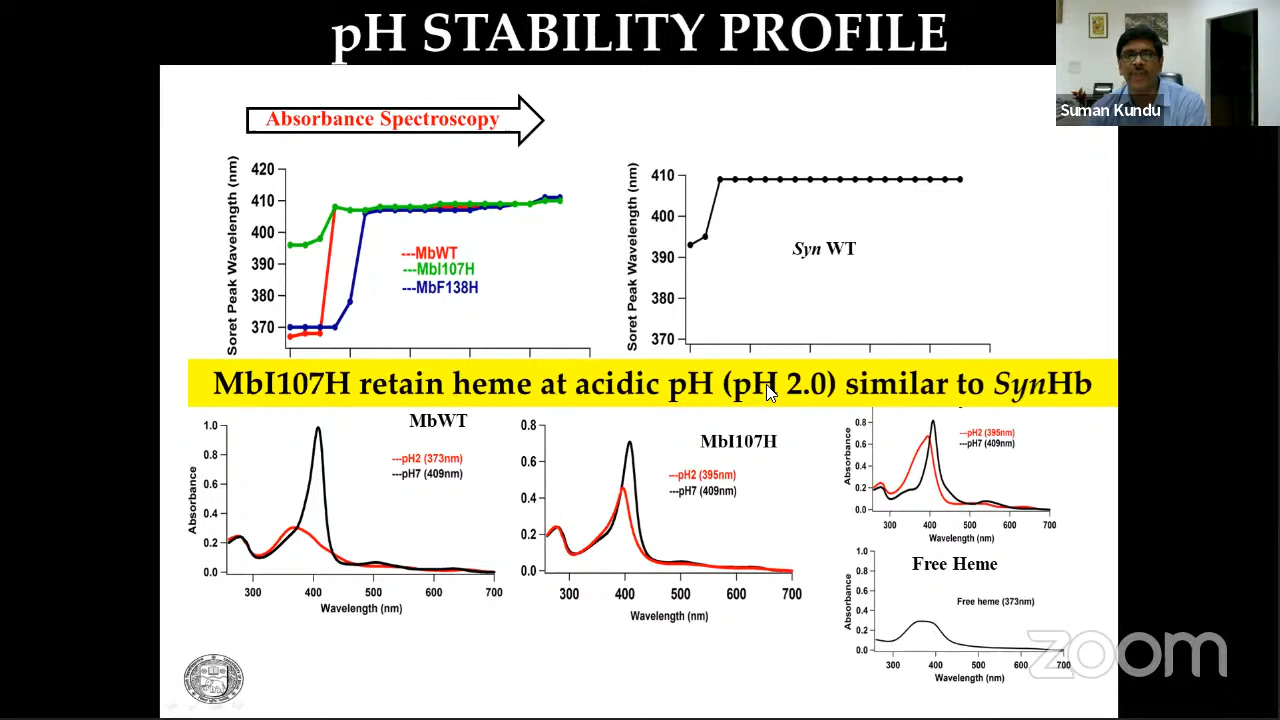 pH STABILITY PROFILE
Suman Kundu
Absorbance Spectroscopy
Soret Peak Wavelength (nm)
420
410
400
390
380
370
---MbWT
---MbI107H
---MbF138H
Soret Peak Wavelength (nm)
410
400
390
380
370
Syn WT
MbI107H retain heme at acidic pH (pH 2.0) similar to SynHb
MbWT
Absorbance
1.0
0.8
0.6
0.4
0.2
0.0
---pH2 (373nm)
---pH7 (409nm)
300 400 500 600 700
Wavelength (nm)
MbI107H
0.8
0.6
0.4
0.2
0.0
---pH2 (395nm)
---pH7 (409nm)
300 400 500 600 700
Wavelength (nm)
Absorbance
0.8
0.6
0.4
0.2
0.0
---pH2 (395nm)
---pH7 (409nm)
300 400 500 600 700
Wavelength (nm)
Free Heme
Absorbance
1.0
0.8
0.6
0.4
0.2
0.0
Free heme (373nm)
300 400 500 600 700
Wavelength (nm)
zoom